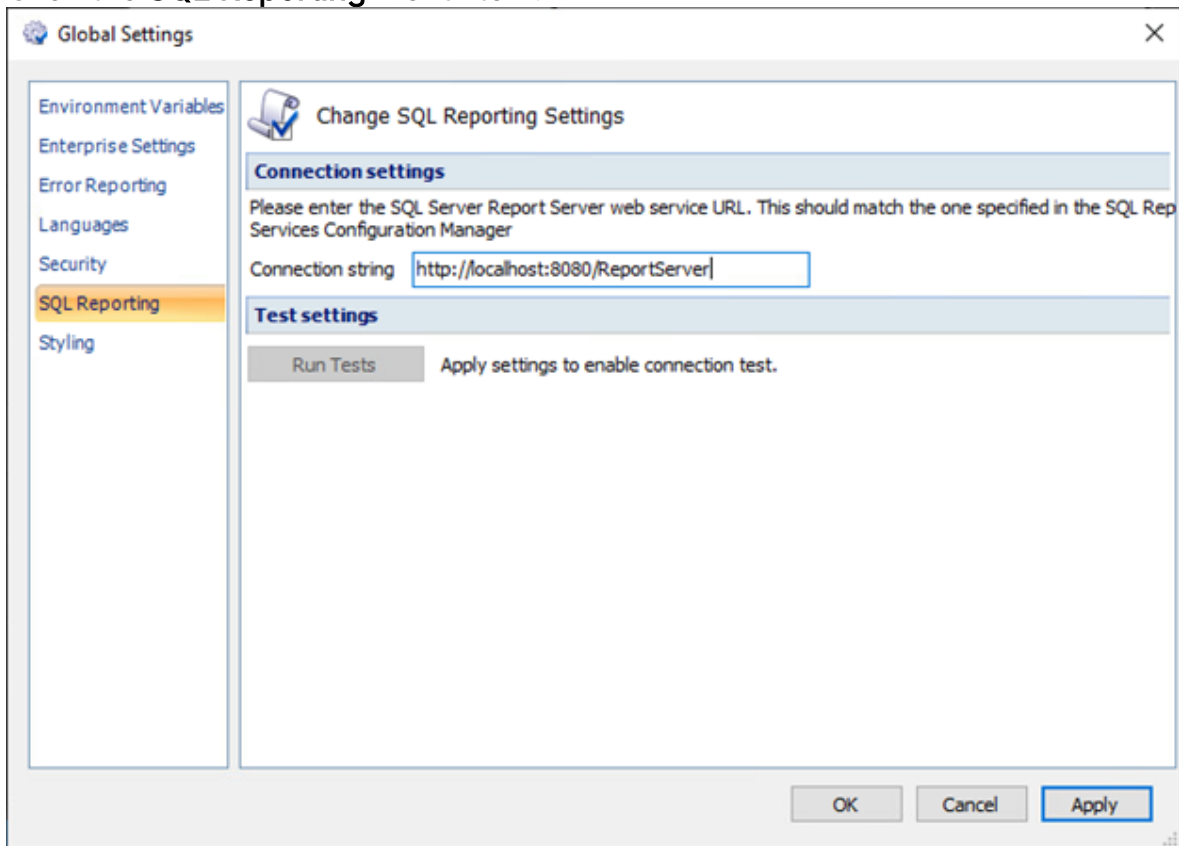 SQL Reporting
Global Settings
Environment Variables
Enterprise Settings
Error Reporting
Languages
Security
SQL Reporting
Styling
Change SQL Reporting Settings
Connection settings
Please enter the SQL Server Report Server web service URL. This should match the one specified in the SQL Rep
Services Configuration Manager
Connection string http://localhost:8080/ReportServer
Test settings
Run Tests Apply settings to enable connection test.
OK Cancel Apply